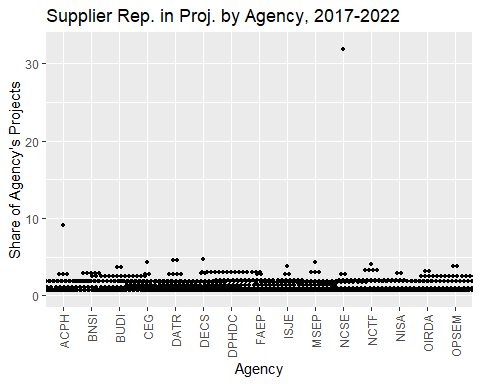 Supplier Rep. in Proj. by Agency, 2017-2022
Share of Agency's Projects
30
20
10
0
ACPH
BNSI
BUDI
CEG
DATR
DECS
DPHDC
FAEP
ISJE
MSEP
NCSE
NCTF
NISA
OIRDA
OPSEM
Agency